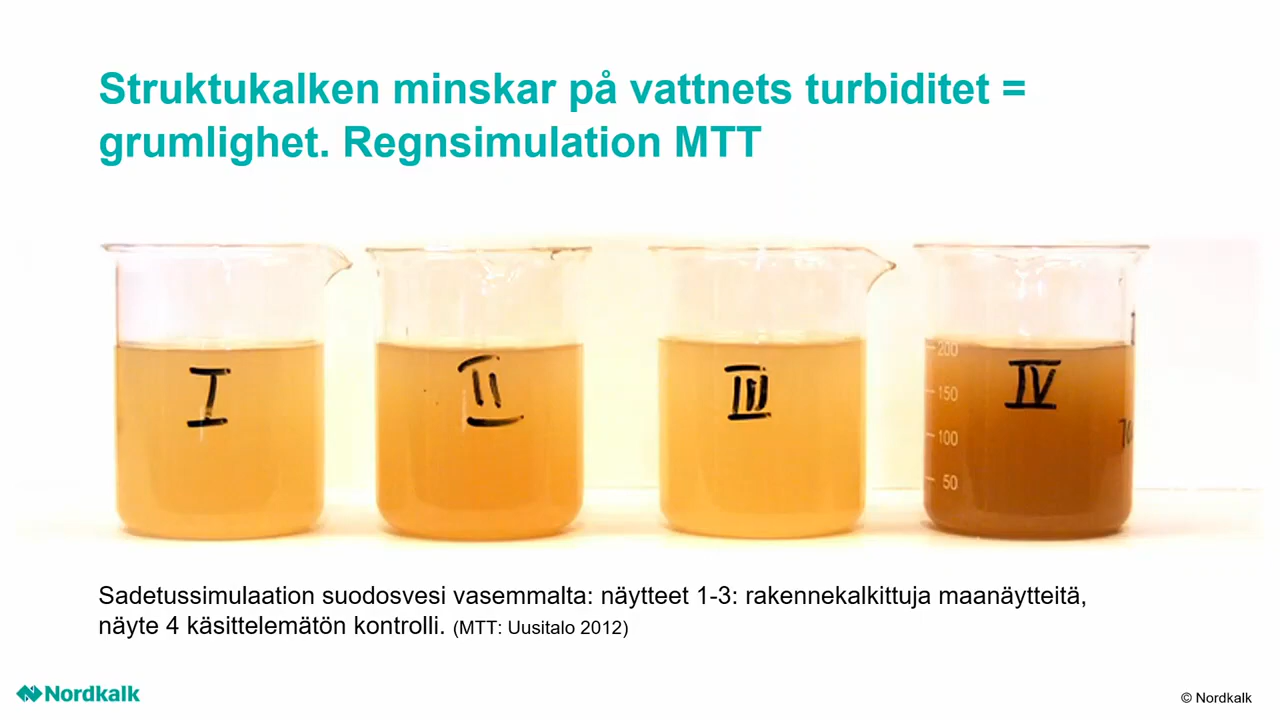 Struktukalken minskar på vattnets turbiditet =
grumlighet. Regnsimulation MTT
I
II
III
IV
200
150
100
50
Sadetussimulaation suodosvesi vasemmalta: näytteet 1-3: rakennekalkittuja maanäytteitä,
näyte 4 käsittelemätön kontrolli. (MTT: Uusitalo 2012)
Nordkalk
© Nordkalk